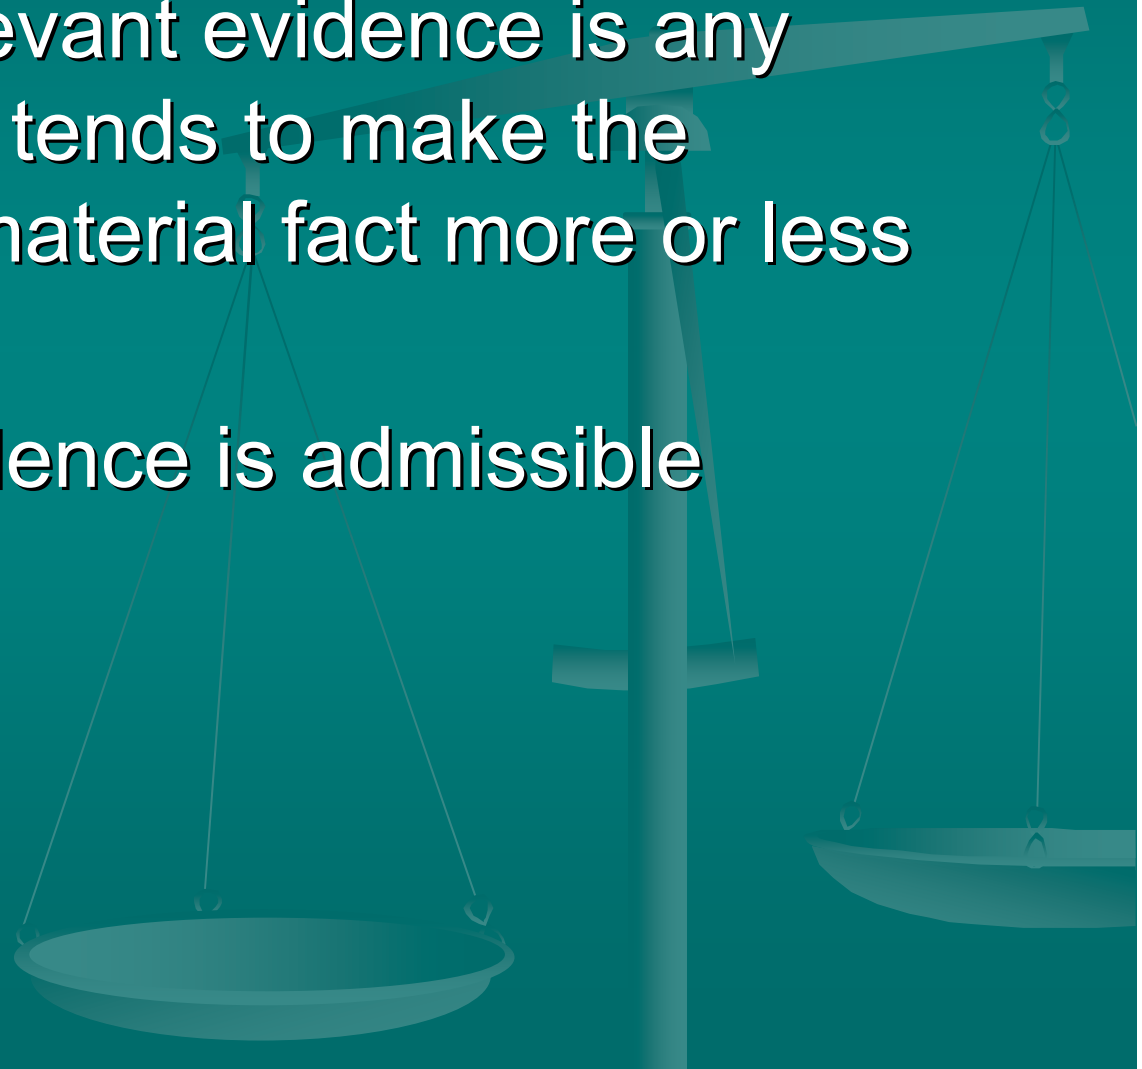 evant evidence is any
tends to make the
naterial fact more or less
lence is admissible